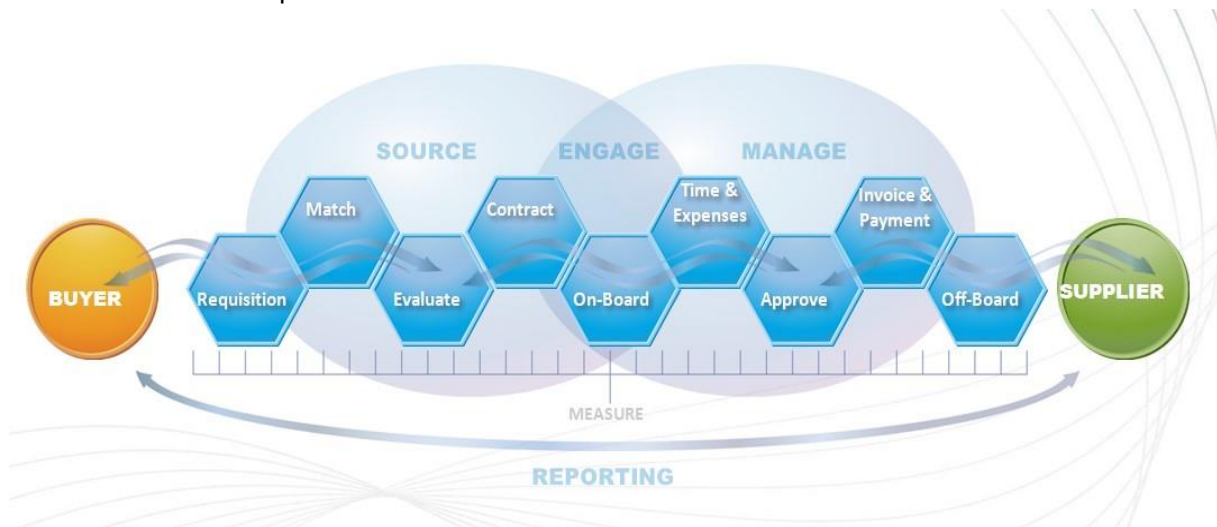 SOURCE ENGAGE MANAGE
Match
Contract
Time &
Expenses
Invoice &
Payment
BUYER
Requisition
Evaluate
On-Board
Approve
Off-Board
SUPPLIER
MEASURE
REPORTING